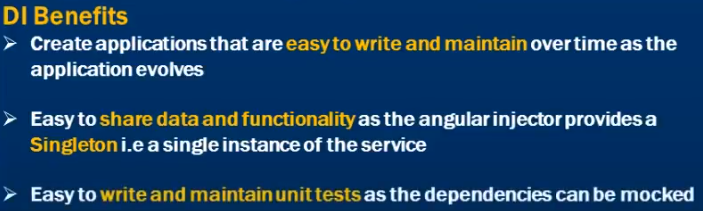 DI Benefits
➢ Create applications that are easy to write and maintain over time as the
application evolves
➢ Easy to share data and functionality as the angular injector provides a
Singleton i.e a single instance of the service
➢ Easy to write and maintain unit tests as the dependencies can be mocked